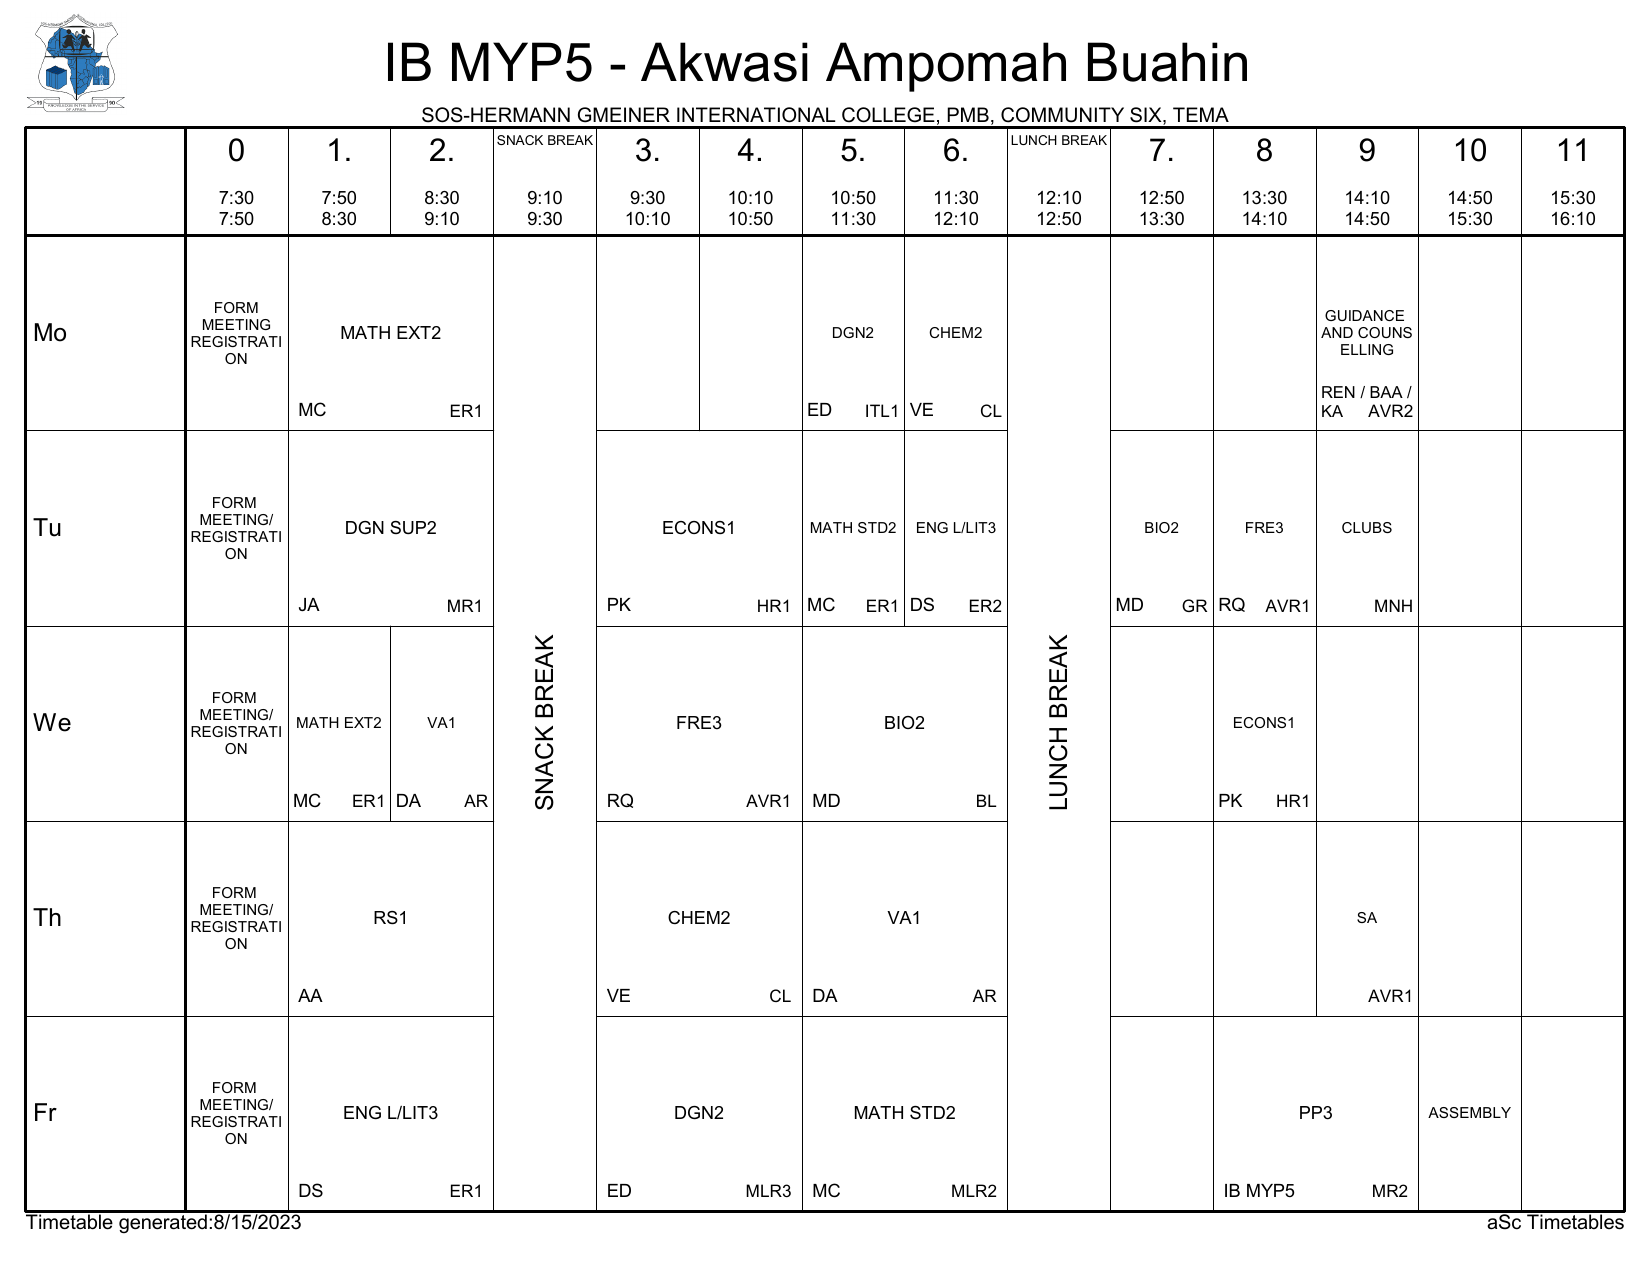 IB MYP5 - Akwasi Ampomah Buahin
SOS-HERMANN GMEINER INTERNATIONAL COLLEGE, PMB, COMMUNITY SIX, TEMA
19 90
KNOWLEDGE IN THE SERVICE
OF AFRICA
0 1. 2. SNACK BREAK 3. 4. 5. 6. LUNCH BREAK 7. 8 9 10 11
7:30 7:50 8:30 9:10 9:30 10:10 10:50 11:30 12:10 12:50 13:30 14:10 14:50 15:30
7:50 8:30 9:10 9:30 10:10 10:50 11:30 12:10 12:50 13:30 14:10 14:50 15:30 16:10
Mo
FORM
MEETING
REGISTRATI
ON
MATH EXT2
MC ER1
DGN2
ED ITL1
CHEM2
VE CL
GUIDANCE
AND COUNS
ELLING
REN / BAA /
KA AVR2
Tu
FORM
MEETING/
REGISTRATI
ON
DGN SUP2
JA MR1
ECONS1
PK HR1
MATH STD2
MC ER1
ENG L/LIT3
DS ER2
BIO2
MD GR
FRE3
RQ AVR1
CLUBS
MNH
SNACK BREAK
LUNCH BREAK
We
FORM
MEETING/
REGISTRATI
ON
MATH EXT2
MC ER1
VA1
DA AR
FRE3
RQ AVR1
BIO2
MD BL
ECONS1
PK HR1
Th
FORM
MEETING/
REGISTRATI
ON
RS1
AA
CHEM2
VE CL
VA1
DA AR
SA
AVR1
Fr
FORM
MEETING/
REGISTRATI
ON
ENG L/LIT3
DS ER1
DGN2
ED MLR3
MATH STD2
MC MLR2
PP3
IB MYP5 MR2
ASSEMBLY
Timetable generated:8/15/2023
aSc Timetables